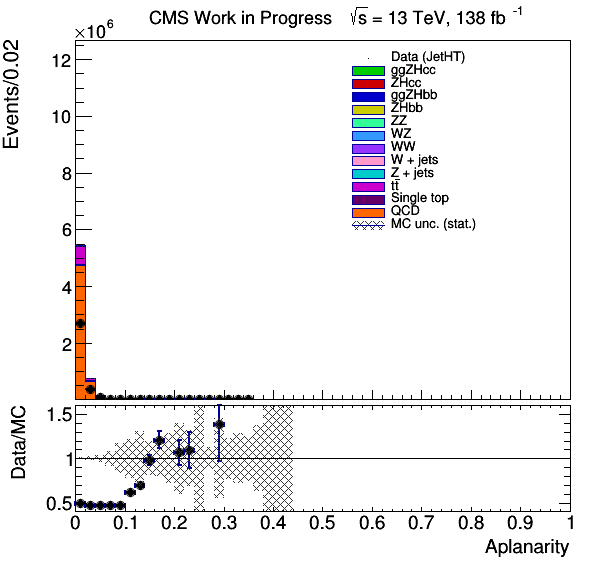 CMS Work in Progress √s = 13 TeV, 138 fb⁻¹
×10⁶
Events/0.02
12
10
8
6
4
2
Data (JetHT)
ggZHcc
ZHcc
ggZHbb
ZHbb
ZZ
WZ
WW
W + jets
Z + jets
tt̄
Single top
QCD
MC unc. (stat.)
Data/MC
1.5
1
0.5
0 0.1 0.2 0.3 0.4 0.5 0.6 0.7 0.8 0.9 1
Aplanarity